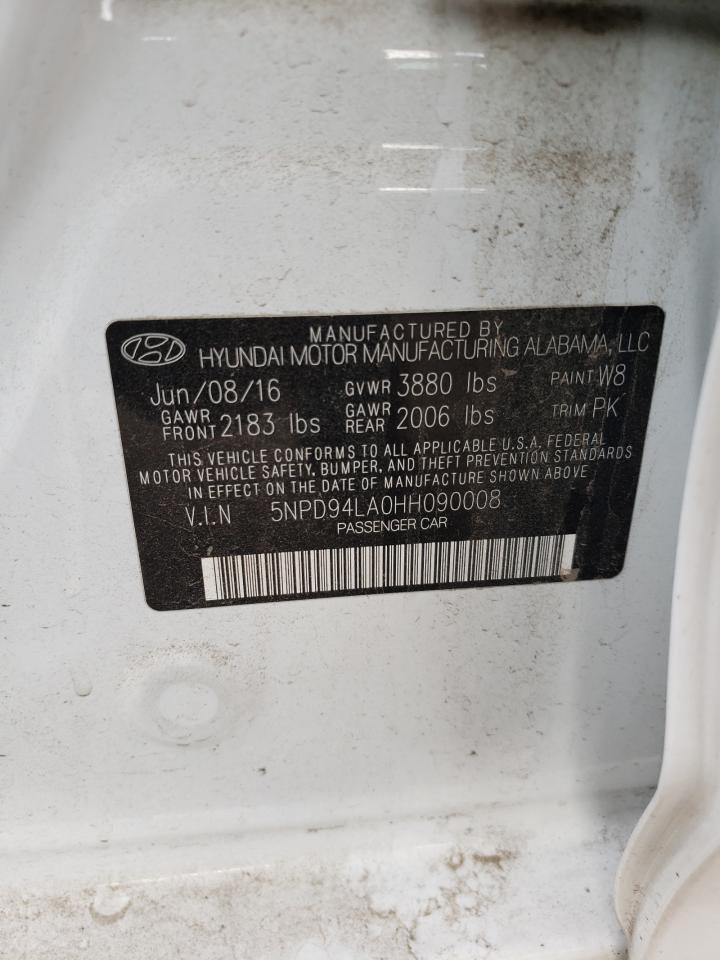 MANUFACTURED BY
HYUNDAI MOTOR MANUFACTURING ALABAMA, LLC
Jun/08/16 GVWR 3880 lbs PAINT W8
GAWR FRONT 2183 lbs GAWR REAR 2006 lbs TRIM PK
THIS VEHICLE CONFORMS TO ALL APPLICABLE U.S.A. FEDERAL
MOTOR VEHICLE SAFETY, BUMPER, AND THEFT PREVENTION STANDARDS
IN EFFECT ON THE DATE OF MANUFACTURE SHOWN ABOVE
V.I.N 5NPD94LA0HH090008
PASSENGER CAR